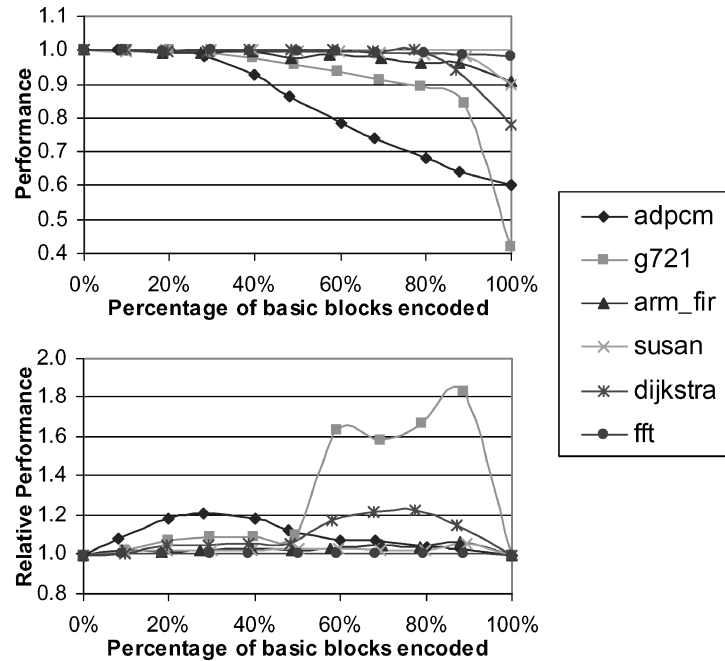 1.1
1.0
0.9
0.8
0.7
0.6
0.5
0.4
Performance
0% 20% 40% 60% 80% 100%
Percentage of basic blocks encoded
adpcm
g721
arm_fir
susan
dijkstra
fft
2.0
1.8
1.6
1.4
1.2
1.0
0.8
Relative Performance
0% 20% 40% 60% 80% 100%
Percentage of basic blocks encoded